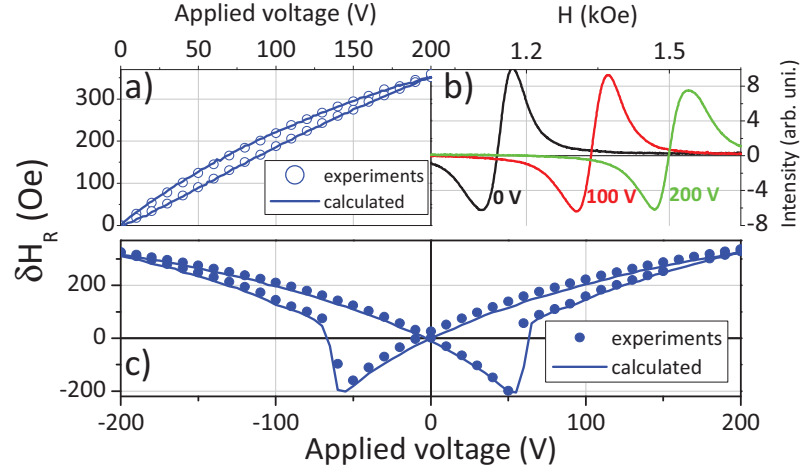 Applied voltage (V)
H (kOe)
0 50 100 150 200
1.2 1.5
a)
b)
300
200
100
0
8
4
0
-4
-8
Intensity (arb. uni.)
experiments
calculated
0 V
100 V
200 V
δH_R (Oe)
200
0
-200
c)
experiments
calculated
-200 -100 0 100 200
Applied voltage (V)